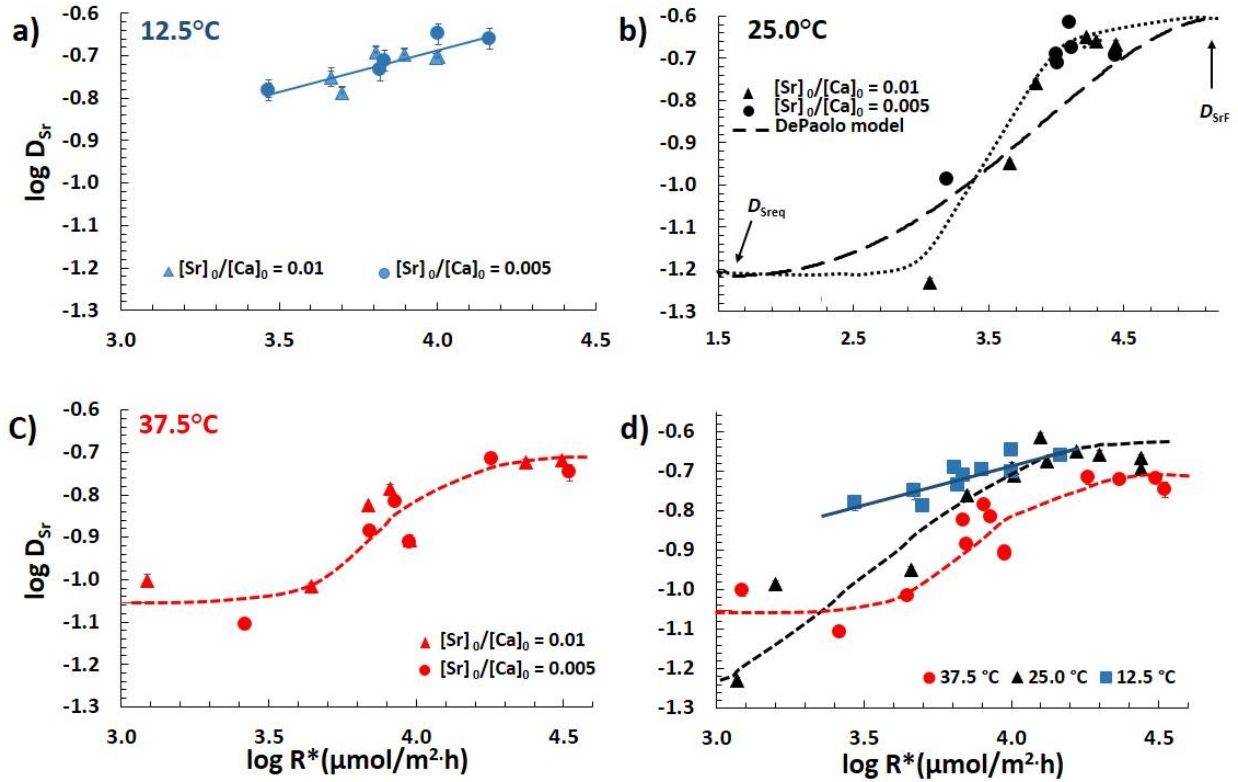 a)
12.5°C
log D_Sr
-0.6
-0.7
-0.8
-0.9
-1.0
-1.1
-1.2
-1.3
[Sr]₀/[Ca]₀ = 0.01
[Sr]₀/[Ca]₀ = 0.005
3.0
3.5
4.0
4.5
b)
25.0°C
-0.6
-0.7
-0.8
-0.9
-1.0
-1.1
-1.2
-1.3
[Sr]₀/[Ca]₀ = 0.01
[Sr]₀/[Ca]₀ = 0.005
DePaolo model
D_SrF
D_Sreq
1.5
2.5
3.5
4.5
C)
37.5°C
log D_Sr
-0.6
-0.7
-0.8
-0.9
-1.0
-1.1
-1.2
-1.3
[Sr]₀/[Ca]₀ = 0.01
[Sr]₀/[Ca]₀ = 0.005
3.0
3.5
4.0
4.5
log R*(µmol/m²·h)
d)
-0.6
-0.7
-0.8
-0.9
-1.0
-1.1
-1.2
-1.3
37.5 °C
25.0 °C
12.5 °C
3.0
3.5
4.0
4.5
log R*(µmol/m²·h)